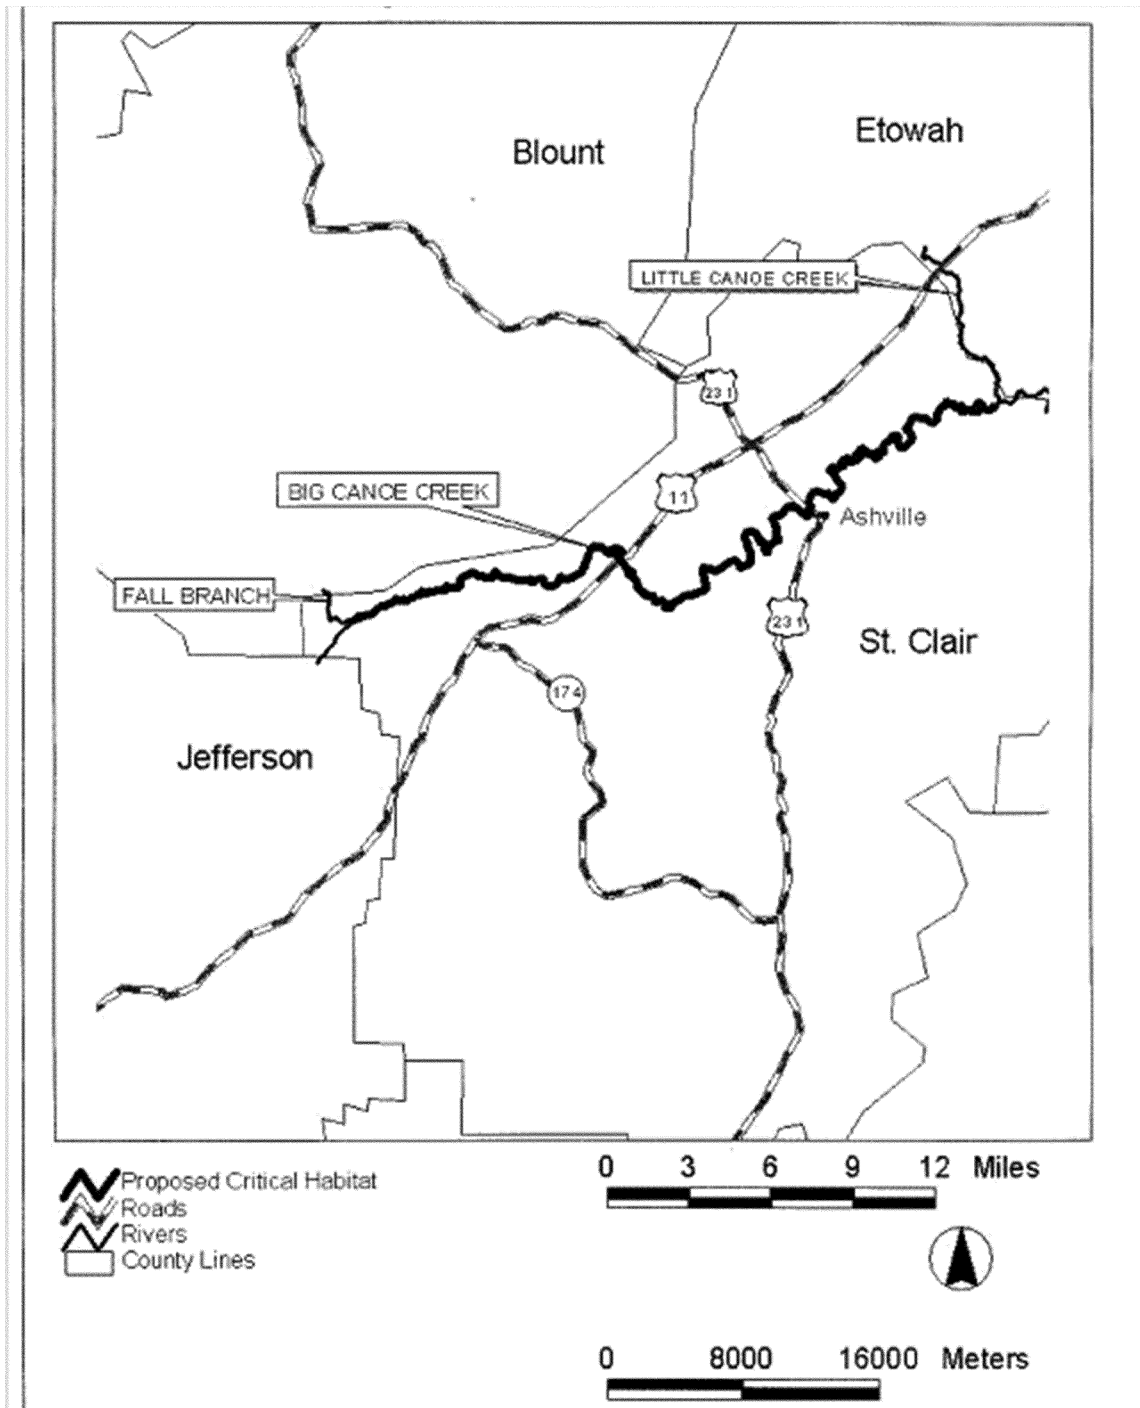 Blount
Etowah
LITTLE CANOE CREEK
231
11
BIG CANOE CREEK
Ashville
FALL BRANCH
231
St. Clair
174
Jefferson
Proposed Critical Habitat
Roads
Rivers
County Lines
0 3 6 9 12 Miles
0 8000 16000 Meters